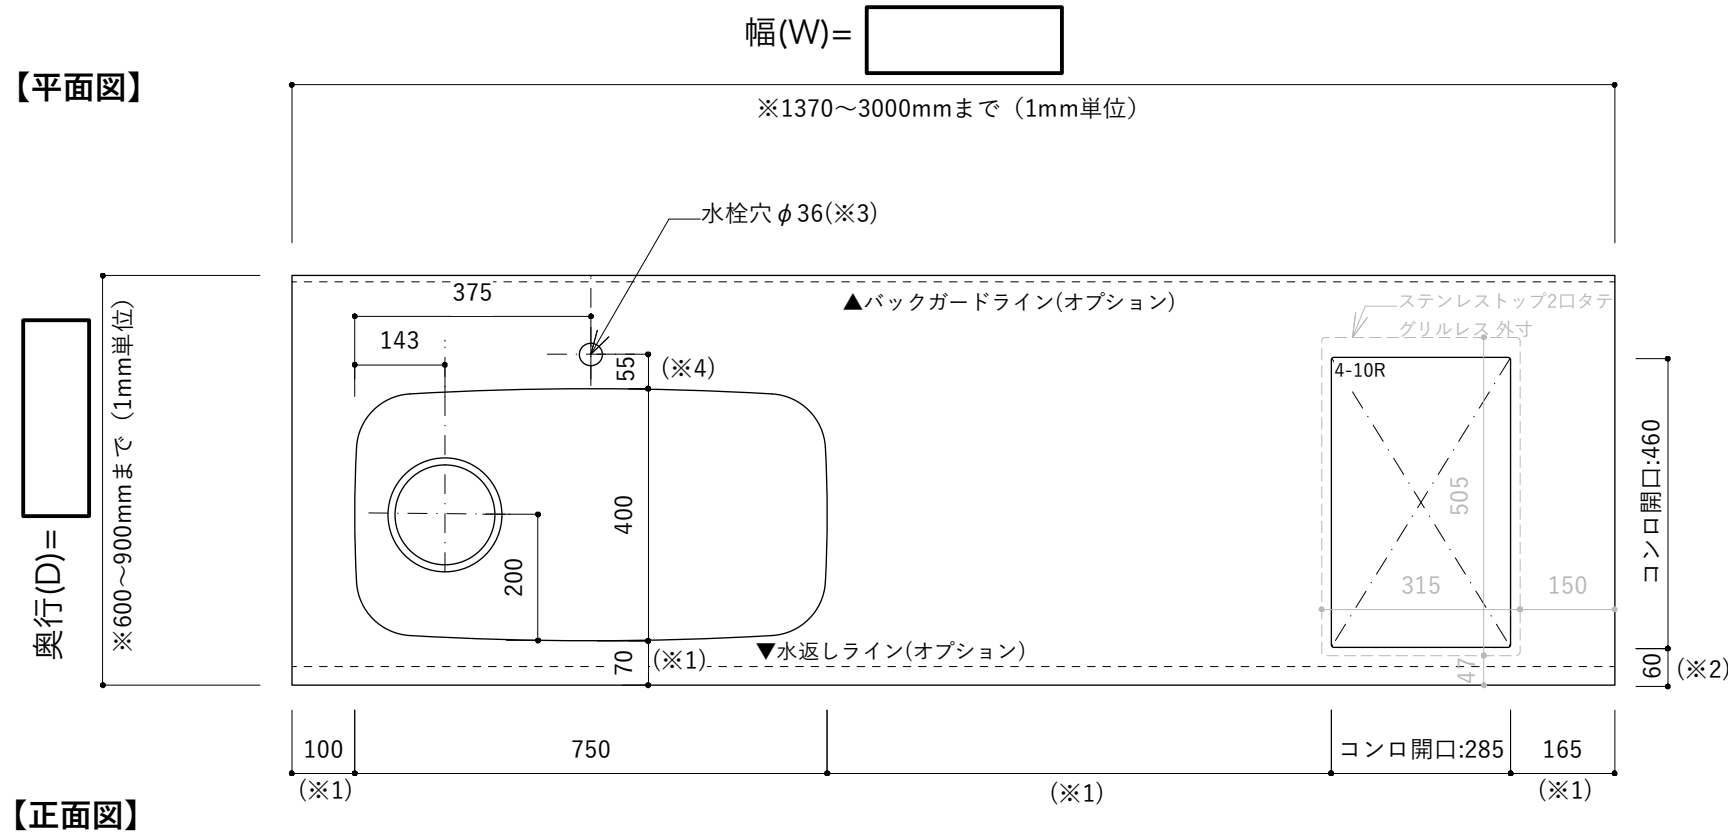 幅(W)=
【平面図】
※1370～3000mmまで（1mm単位）
水栓穴φ36(※3)
375
▲バックガードライン(オプション)
ステンレストップ2口タテ
グリルレス 外寸
143
55
(※4)
4-10R
奥行(D)=
※600～900mmまで（1mm単位）
400
200
505
コンロ開口:460
315
150
▼水返しライン(オプション)
70
(※1)
47
60
(※2)
100
750
コンロ開口:285
165
(※1)
(※1)
(※1)
【正面図】